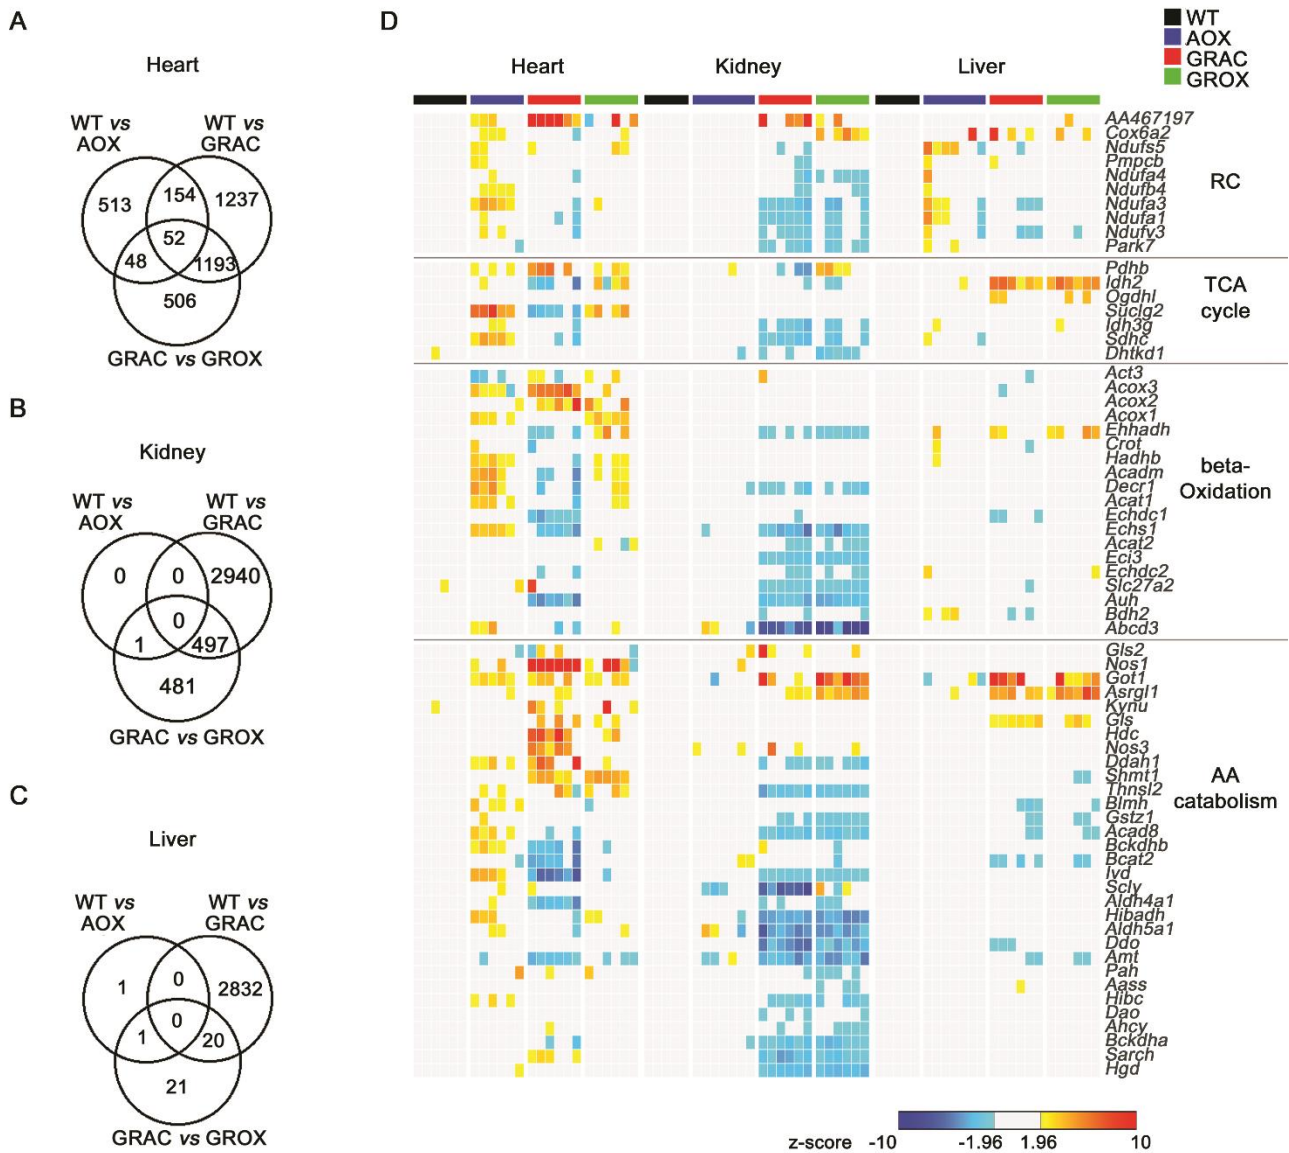 A
Heart
WT vs
AOX
WT vs
GRAC
513
154
1237
52
48
1193
506
GRAC vs GROX
B
Kidney
WT vs
AOX
WT vs
GRAC
0
0
2940
0
1
497
481
GRAC vs GROX
C
Liver
WT vs
AOX
WT vs
GRAC
1
0
2832
0
1
20
21
GRAC vs GROX
D
WT
AOX
GRAC
GROX
Heart
Kidney
Liver
AA467197
Cox6a2
Ndufs5
Pmpcb
Ndufa4
Ndufb4
Ndufa3
Ndufa1
Ndufv3
Park7
RC
Pdhb
Idh2
Ogdhl
Suclg2
Idh3g
Sdhc
Dhtkd1
TCA
cycle
Act3
Acox3
Acox2
Acox1
Ehhadh
Crot
Hadhb
Acadm
Decr1
Acat1
Echdc1
Echs1
Acat2
Eci3
Echdc2
Slc27a2
Auh
Bdh2
Abcd3
beta-
Oxidation
Gls2
Nos1
Got1
Asrgl1
Kynu
Gls
Hdc
Nos3
Ddah1
Shmt1
Thnsl2
Blmh
Gstz1
Acad8
Bckdhb
Bcat2
Ivd
Scly
Aldh4a1
Hibadh
Aldh5a1
Ddo
Amt
Pah
Aass
Hibc
Dao
Ahcy
Bckdha
Sarch
Hgd
AA
catabolism
z-score -10 -1.96 1.96 10